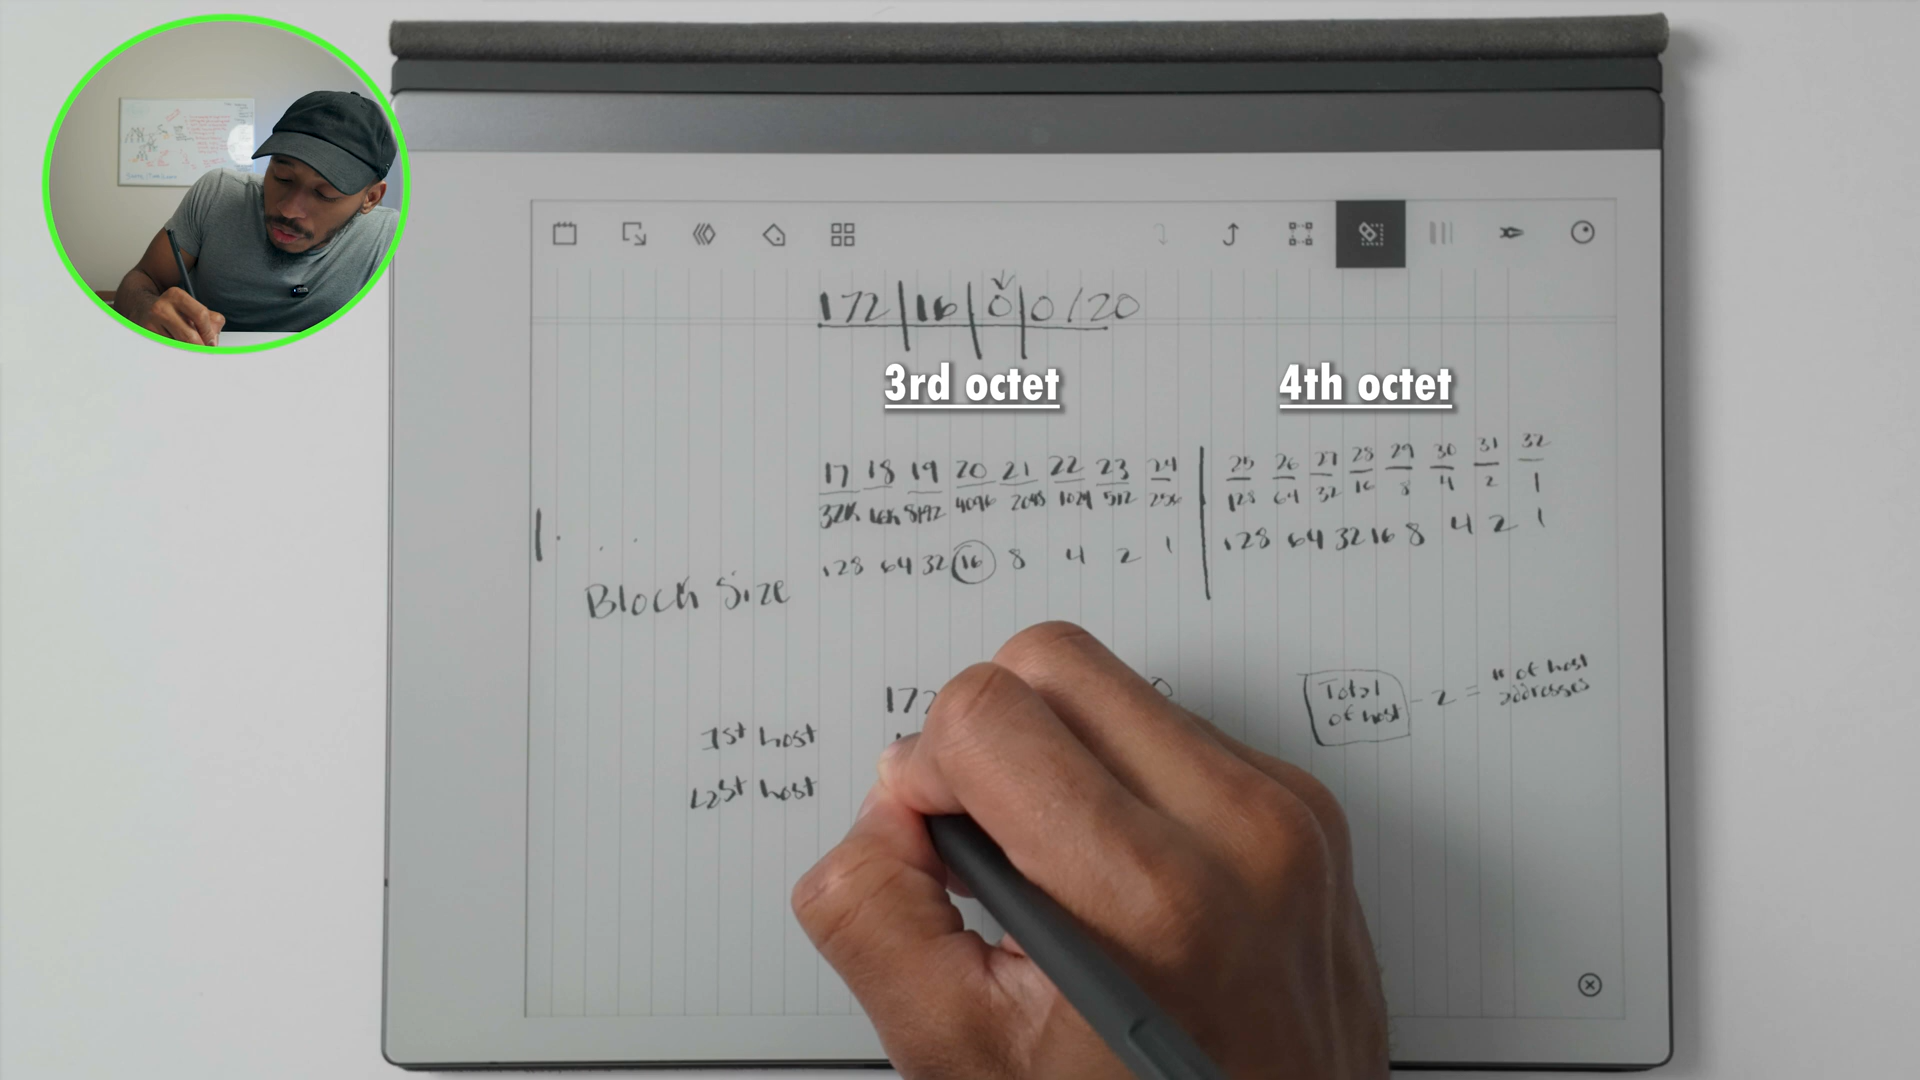 172|16|0|0/20
3rd octet 4th octet
17 18 19 20 21 22 23 24 25 26 27 28 29 30 31 32
32K 16K 8192 4096 2048 1024 512 256 128 64 32 16 8 4 2 1
1.
128 64 32 16 8 4 2 1 128 64 32 16 8 4 2 1
Block Size
172 0
Total of host - 2 = # of host addresses
1st host
Last host